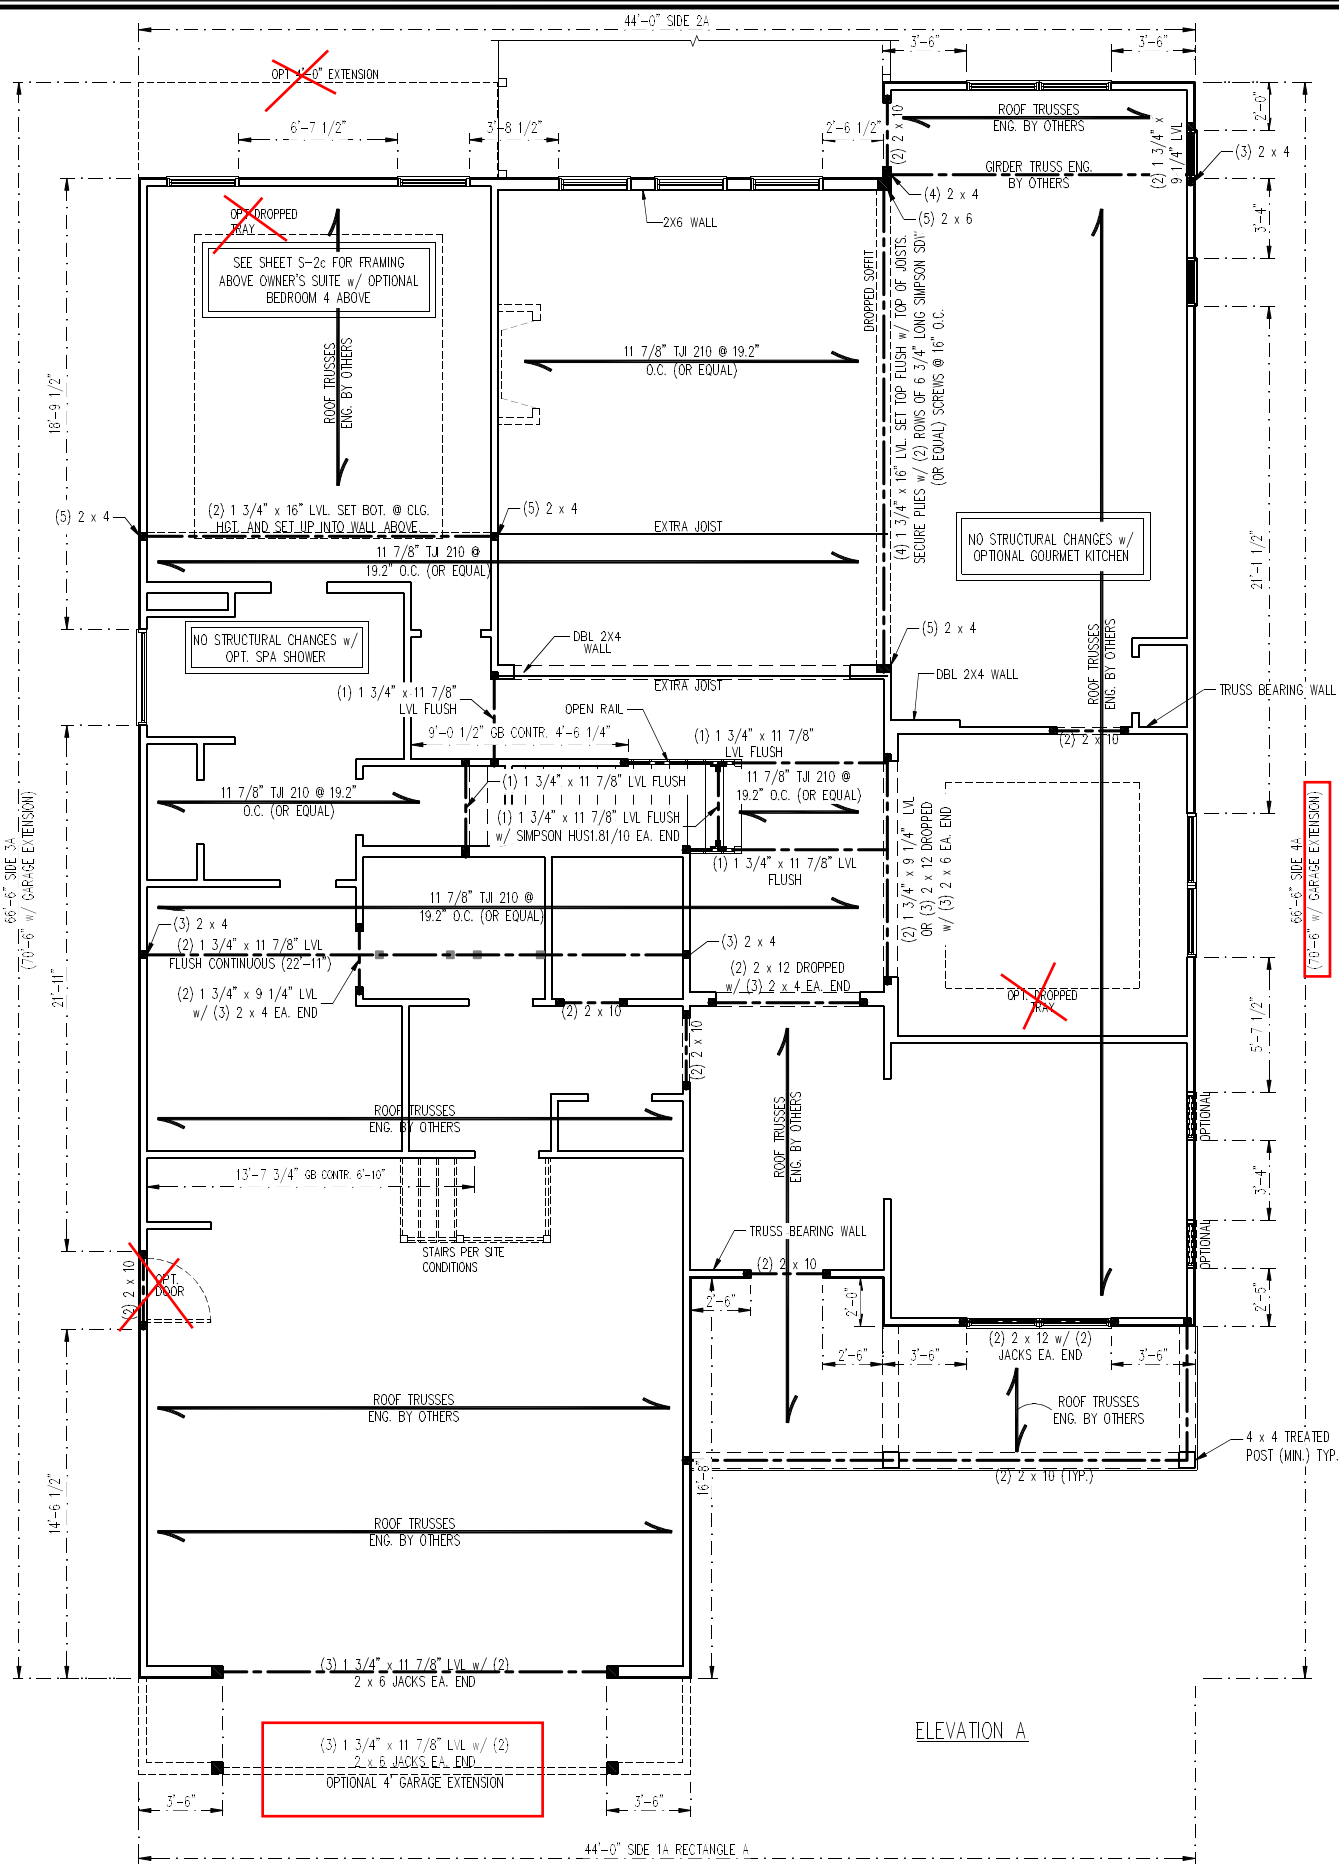 44'-0" SIDE 2A
3'-6"
3'-6"
OPT 4'-0" EXTENSION
6'-7 1/2"
3'-8 1/2"
2'-6 1/2"
(2) 2 x 10
ROOF TRUSSES
ENG. BY OTHERS
(2) 1 3/4" x
9 1/4" LVL
2'-0"
(3) 2 x 4
GIRDER TRUSS ENG.
BY OTHERS
(4) 2 x 4
(5) 2 x 6
3'-4"
OPT DROPPED
TRAY
2X6 WALL
SEE SHEET S-2c FOR FRAMING
ABOVE OWNER'S SUITE w/ OPTIONAL
BEDROOM 4 ABOVE
ROOF TRUSSES
ENG. BY OTHERS
11 7/8" TJI 210 @ 19.2"
O.C. (OR EQUAL)
DROPPED SOFFIT
(4) 1 3/4" x 16" LVL. SET TOP FLUSH w/ TOP OF JOISTS.
SECURE PLIES w/ (2) ROWS OF 6 3/4" LONG SIMPSON SDW
(OR EQUAL) SCREWS @ 16" O.C.
18'-9 1/2"
(5) 2 x 4
(2) 1 3/4" x 16" LVL. SET BOT. @ CLG.
HGT. AND SET UP INTO WALL ABOVE
(5) 2 x 4
EXTRA JOIST
11 7/8" TJI 210 @
19.2" O.C. (OR EQUAL)
NO STRUCTURAL CHANGES w/
OPTIONAL GOURMET KITCHEN
21'-1 1/2"
NO STRUCTURAL CHANGES w/
OPT. SPA SHOWER
DBL 2X4
WALL
(5) 2 x 4
ROOF TRUSSES
ENG. BY OTHERS
DBL 2X4 WALL
EXTRA JOIST
(1) 1 3/4" x 11 7/8"
LVL FLUSH
OPEN RAIL
TRUSS BEARING WALL
9'-0 1/2" GB CONTR. 4'-6 1/4"
(1) 1 3/4" x 11 7/8"
LVL FLUSH
(2) 2 x 10
(1) 1 3/4" x 11 7/8" LVL FLUSH
11 7/8" TJI 210 @
19.2" O.C. (OR EQUAL)
11 7/8" TJI 210 @ 19.2"
O.C. (OR EQUAL)
(1) 1 3/4" x 11 7/8" LVL FLUSH
w/ SIMPSON HUS1.81/10 EA. END
(1) 1 3/4" x 11 7/8" LVL
FLUSH
(2) 1 3/4" x 9 1/4" LVL
OR (3) 2 x 12 DROPPED
w/ (3) 2 x 6 EA. END
66'-6" SIDE 3A
(70'-6" w/ GARAGE EXTENSION)
66'-6" SIDE 4A
(70'-6" w/ GARAGE EXTENSION)
11 7/8" TJI 210 @
19.2" O.C. (OR EQUAL)
(3) 2 x 4
(2) 1 3/4" x 11 7/8" LVL
FLUSH CONTINUOUS (22'-11")
(3) 2 x 4
(2) 2 x 12 DROPPED
w/ (3) 2 x 4 EA. END
(2) 1 3/4" x 9 1/4" LVL
w/ (3) 2 x 4 EA. END
(2) 2 x 10
(2) 2 x 10
OPT. DROPPED
TRAY
21'-11"
5'-7 1/2"
ROOF TRUSSES
ENG. BY OTHERS
ROOF TRUSSES
ENG. BY OTHERS
OPTIONAL
3'-4"
OPTIONAL
13'-7 3/4" GB CONTR. 6'-10"
STAIRS PER SITE
CONDITIONS
TRUSS BEARING WALL
(2) 2 x 10
(2) 2 x 10
OPT.
DOOR
2'-6"
2'-0"
2'-5"
(2) 2 x 12 w/ (2)
JACKS EA. END
2'-6"
3'-6"
3'-6"
ROOF TRUSSES
ENG. BY OTHERS
ROOF TRUSSES
ENG. BY OTHERS
4 x 4 TREATED
POST (MIN.) TYP.
16'-8"
(2) 2 x 10 (TYP.)
14'-6 1/2"
ROOF TRUSSES
ENG. BY OTHERS
(3) 1 3/4" x 11 7/8" LVL w/ (2)
2 x 6 JACKS EA. END
ELEVATION A
(3) 1 3/4" x 11 7/8" LVL w/ (2)
2 x 6 JACKS EA. END
OPTIONAL 4' GARAGE EXTENSION
3'-6"
3'-6"
44'-0" SIDE 1A RECTANGLE A